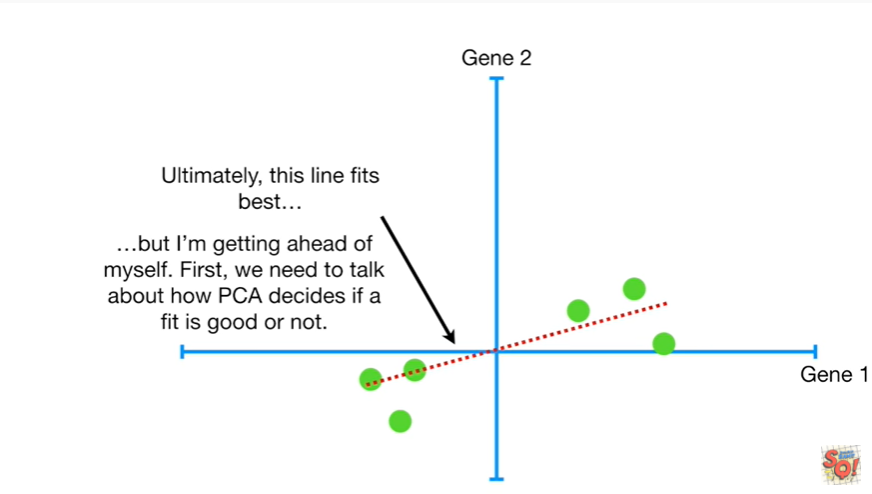 Gene 2
Ultimately, this line fits
best…
…but I'm getting ahead of
myself. First, we need to talk
about how PCA decides if a
fit is good or not.
Gene 1
SQ!